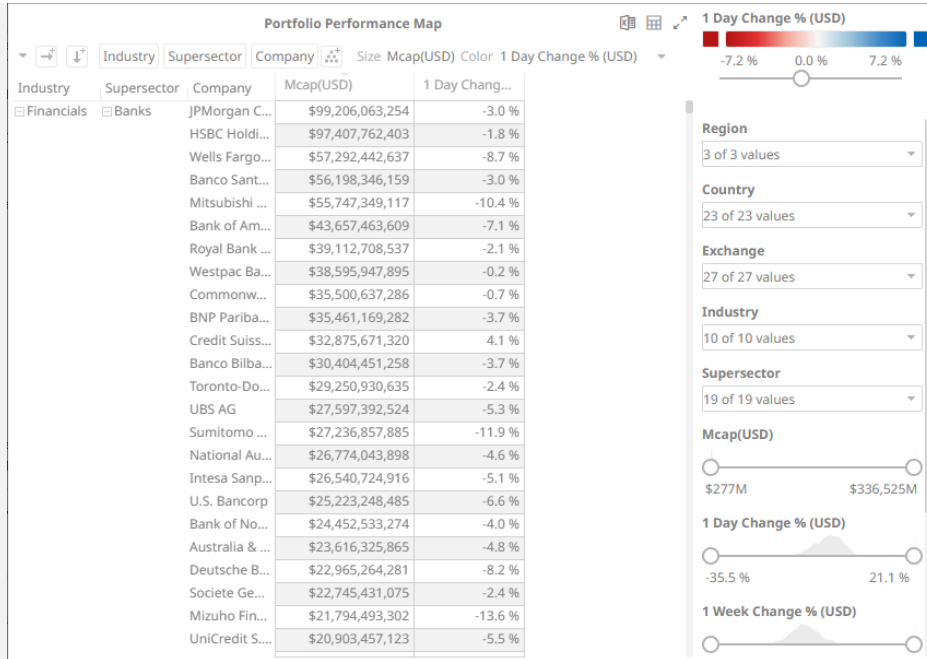 Portfolio Performance Map
Industry Supersector Company Size Mcap(USD) Color 1 Day Change % (USD)
Industry Supersector Company Mcap(USD) 1 Day Chang...
Financials Banks JPMorgan C... $99,206,063,254 -3.0 %
HSBC Holdi... $97,407,762,403 -1.8 %
Wells Fargo... $57,292,442,637 -8.7 %
Banco Sant... $56,198,346,159 -3.0 %
Mitsubishi ... $55,747,349,117 -10.4 %
Bank of Am... $43,657,463,609 -7.1 %
Royal Bank ... $39,112,708,537 -2.1 %
Westpac Ba... $38,595,947,895 -0.2 %
Commonw... $35,500,637,286 -0.7 %
BNP Pariba... $35,461,169,282 -3.7 %
Credit Suiss... $32,875,671,320 4.1 %
Banco Bilba... $30,404,451,258 -3.7 %
Toronto-Do... $29,250,930,635 -2.4 %
UBS AG $27,597,392,524 -5.3 %
Sumitomo ... $27,236,857,885 -11.9 %
National Au... $26,774,043,898 -4.6 %
Intesa Sanp... $26,540,724,916 -5.1 %
U.S. Bancorp $25,223,248,485 -6.6 %
Bank of No... $24,452,533,274 -4.0 %
Australia & ... $23,616,325,865 -4.8 %
Deutsche B... $22,965,264,281 -8.2 %
Societe Ge... $22,745,431,075 -2.4 %
Mizuho Fin... $21,794,493,302 -13.6 %
UniCredit S.... $20,903,457,123 -5.5 %
1 Day Change % (USD)
-7.2 % 0.0 % 7.2 %
Region
3 of 3 values
Country
23 of 23 values
Exchange
27 of 27 values
Industry
10 of 10 values
Supersector
19 of 19 values
Mcap(USD)
$277M $336,525M
1 Day Change % (USD)
-35.5 % 21.1 %
1 Week Change % (USD)